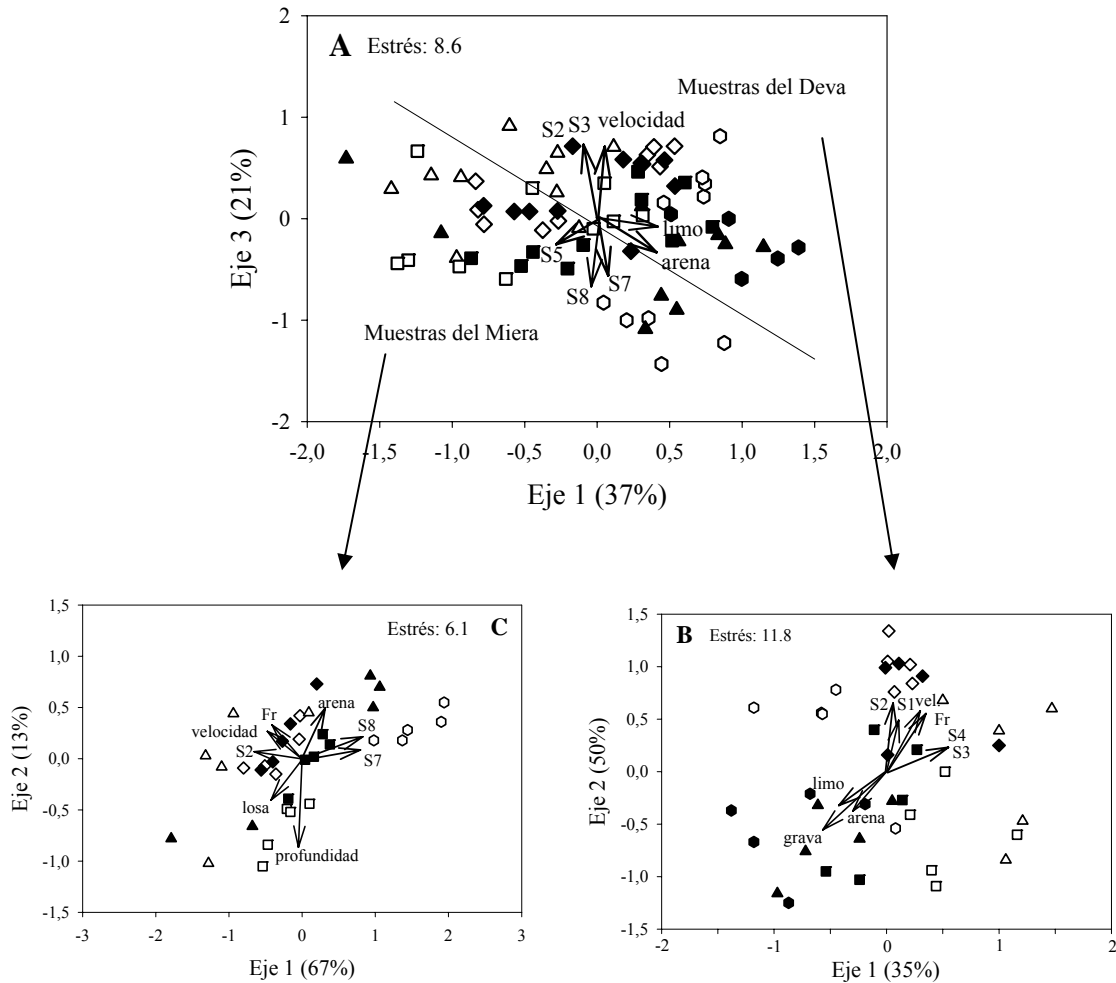 A Estrés: 8.6
Muestras del Deva
S2 S3 velocidad
limo
arena
S5
S8 S7
Muestras del Miera
Eje 3 (21%)
2
1
0
-1
-2
-2,0 -1,5 -1,0 -0,5 0,0 0,5 1,0 1,5 2,0
Eje 1 (37%)
Estrés: 6.1 C
Fr arena
velocidad
S2
S8
S7
losa
profundidad
Eje 2 (13%)
1,5
1,0
0,5
0,0
-0,5
-1,0
-1,5
-3 -2 -1 0 1 2 3
Eje 1 (67%)
B Estrés: 11.8
S2 S1 vel.
Fr
S4
S3
limo
arena
grava
Eje 2 (50%)
1,5
1,0
0,5
0,0
-0,5
-1,0
-1,5
-2 -1 0 1 2
Eje 1 (35%)